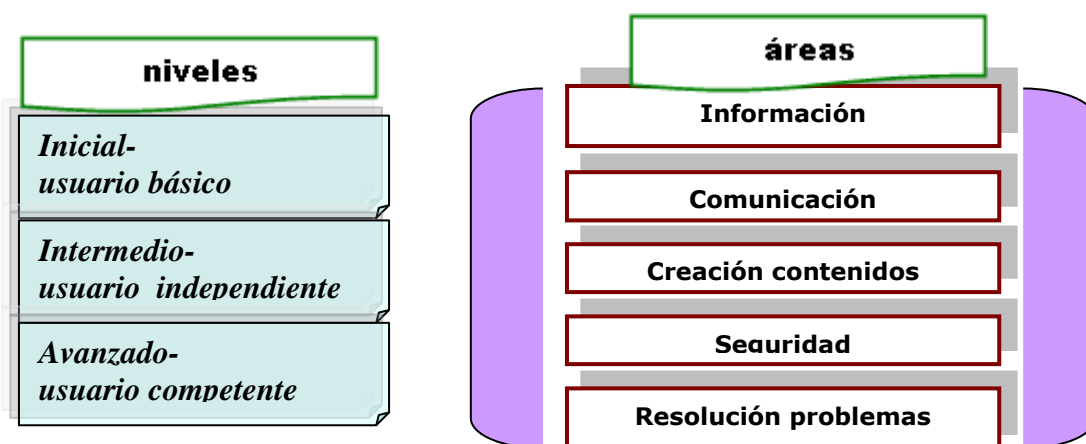 niveles
Inicial-
usuario básico
Intermedio-
usuario independiente
Avanzado-
usuario competente
áreas
Información
Comunicación
Creación contenidos
Seguridad
Resolución problemas